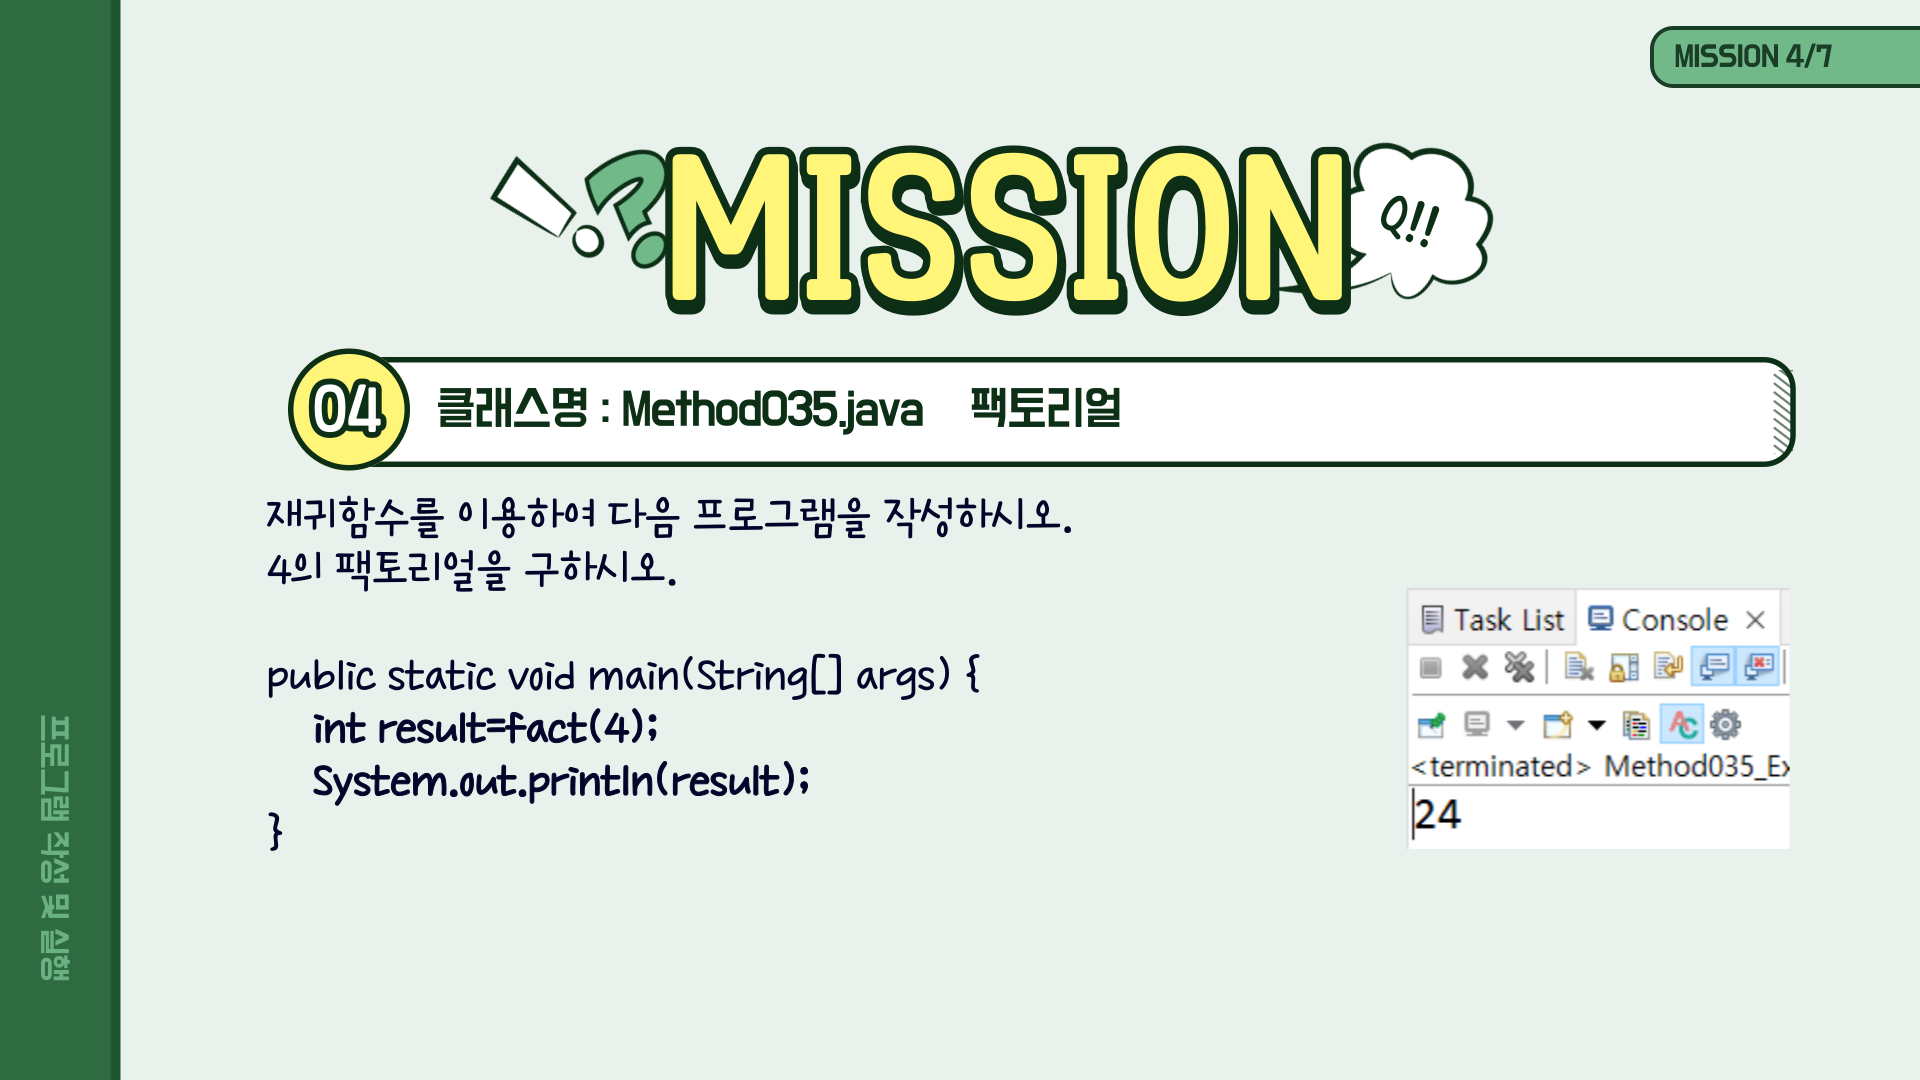 MISSION 4/7
MISSION
Q!!
04
클래스명 : Method035.java 팩토리얼
재귀함수를 이용하여 다음 프로그램을 작성하시오.
4의 팩토리얼을 구하시오.
public static void main(String[] args) {
int result=fact(4);
System.out.println(result);
}
Task List
Console
<terminated> Method035_Ex
24
프로그램 작성 및 실행